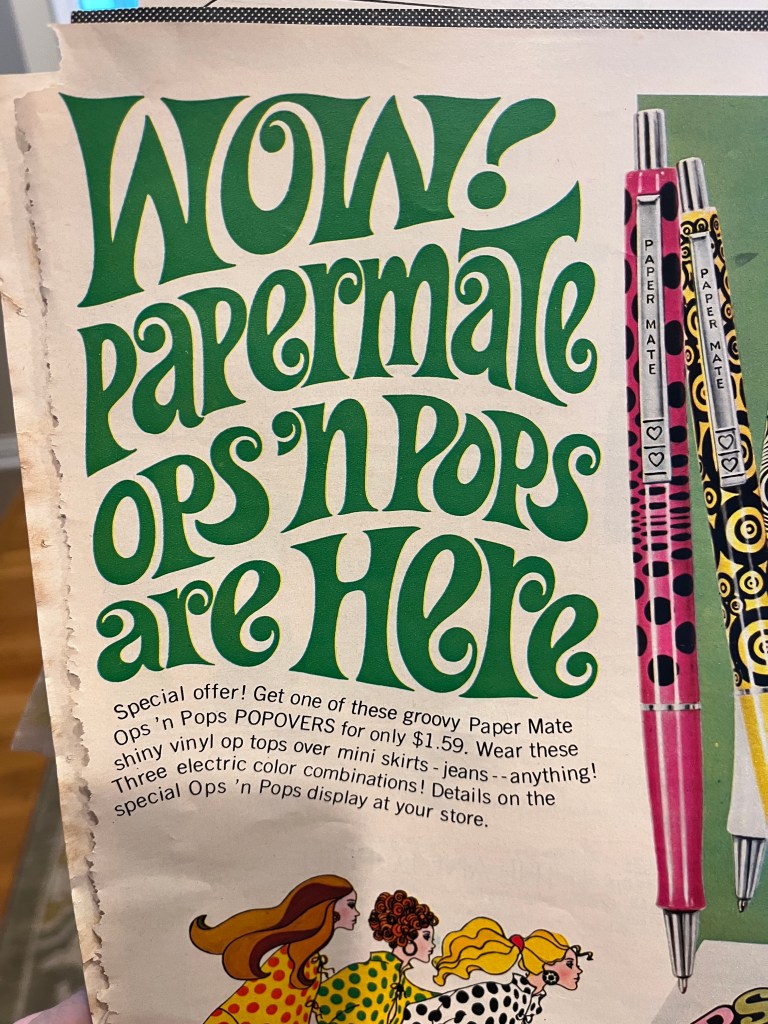 WOW!
papermaTe
OPS 'n POPS
are Here
Special offer! Get one of these groovy Paper Mate
Ops 'n Pops POPOVERS for only $1.59. Wear these
shiny vinyl op tops over mini skirts - jeans -- anything!
Three electric color combinations! Details on the
special Ops 'n Pops display at your store.
PAPER MATE
PAPER MATE